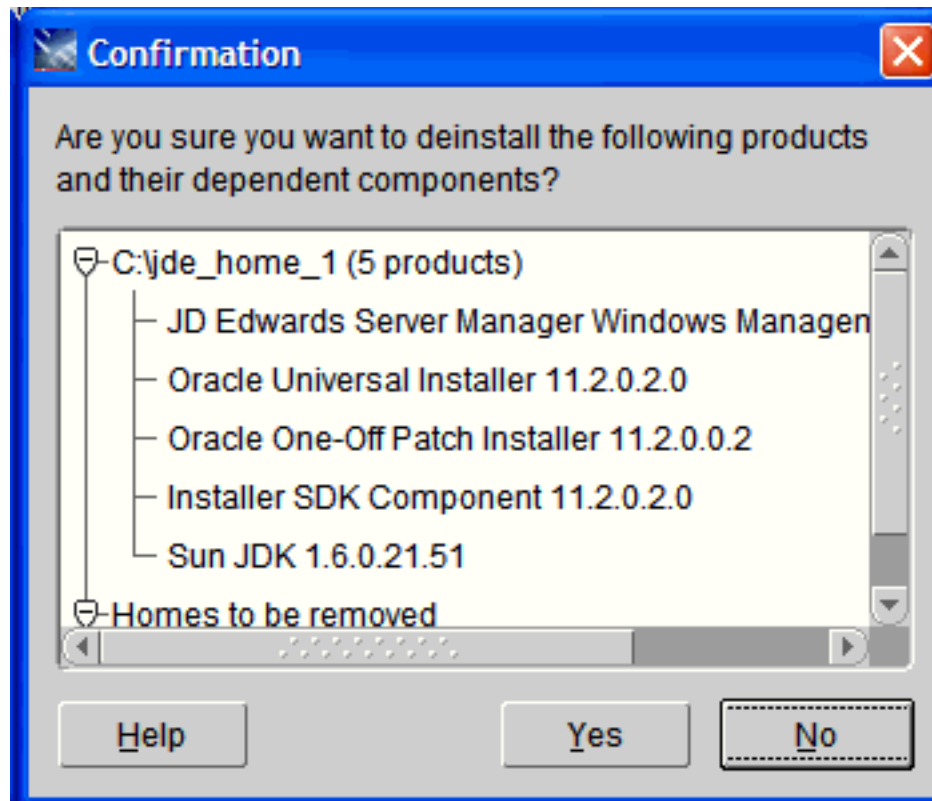 Confirmation
Are you sure you want to deinstall the following products
and their dependent components?
C:\jde_home_1 (5 products)
JD Edwards Server Manager Windows Managem
Oracle Universal Installer 11.2.0.2.0
Oracle One-Off Patch Installer 11.2.0.0.2
Installer SDK Component 11.2.0.2.0
Sun JDK 1.6.0.21.51
Homes to be removed
Help
Yes
No